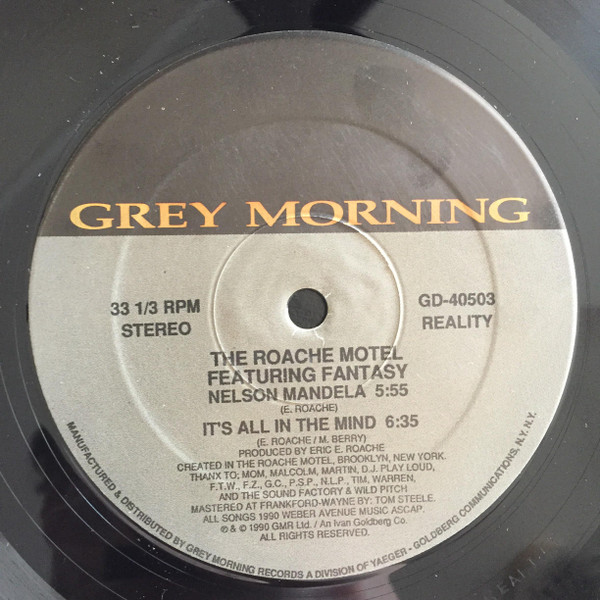 GREY MORNING
33 1/3 RPM
STEREO
GD-40503
REALITY
THE ROACHE MOTEL
FEATURING FANTASY
NELSON MANDELA 5:55
(E. ROACHE)
IT'S ALL IN THE MIND 6:35
(E. ROACHE / M. BERRY)
PRODUCED BY ERIC E. ROACHE
CREATED IN THE ROACHE MOTEL, BROOKLYN, NEW YORK.
THANX TO: MOM, MALCOLM, MARTIN, D.J. PLAY LOUD,
F.T.W., F.Z., G.C., P.S.P., N.L.P., TIM, WARREN,
AND THE SOUND FACTORY & WILD PITCH
MASTERED AT FRANKFORD-WAYNE BY: TOM STEELE.
ALL SONGS 1990 WEBER AVENUE MUSIC ASCAP.
℗ & © 1990 GMR Ltd. / An Ivan Goldberg Co.
ALL RIGHTS RESERVED.
MANUFACTURED & DISTRIBUTED BY GREY MORNING RECORDS A DIVISION OF YAEGER - GOLDBERG COMMUNICATIONS, N.Y. N.Y.